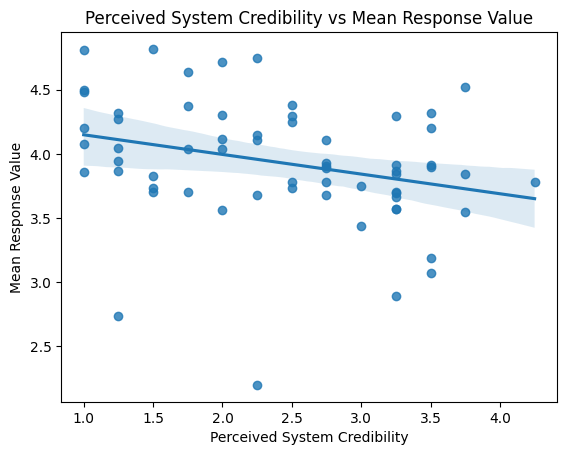 Perceived System Credibility vs Mean Response Value
Mean Response Value
4.5
4.0
3.5
3.0
2.5
1.0 1.5 2.0 2.5 3.0 3.5 4.0
Perceived System Credibility